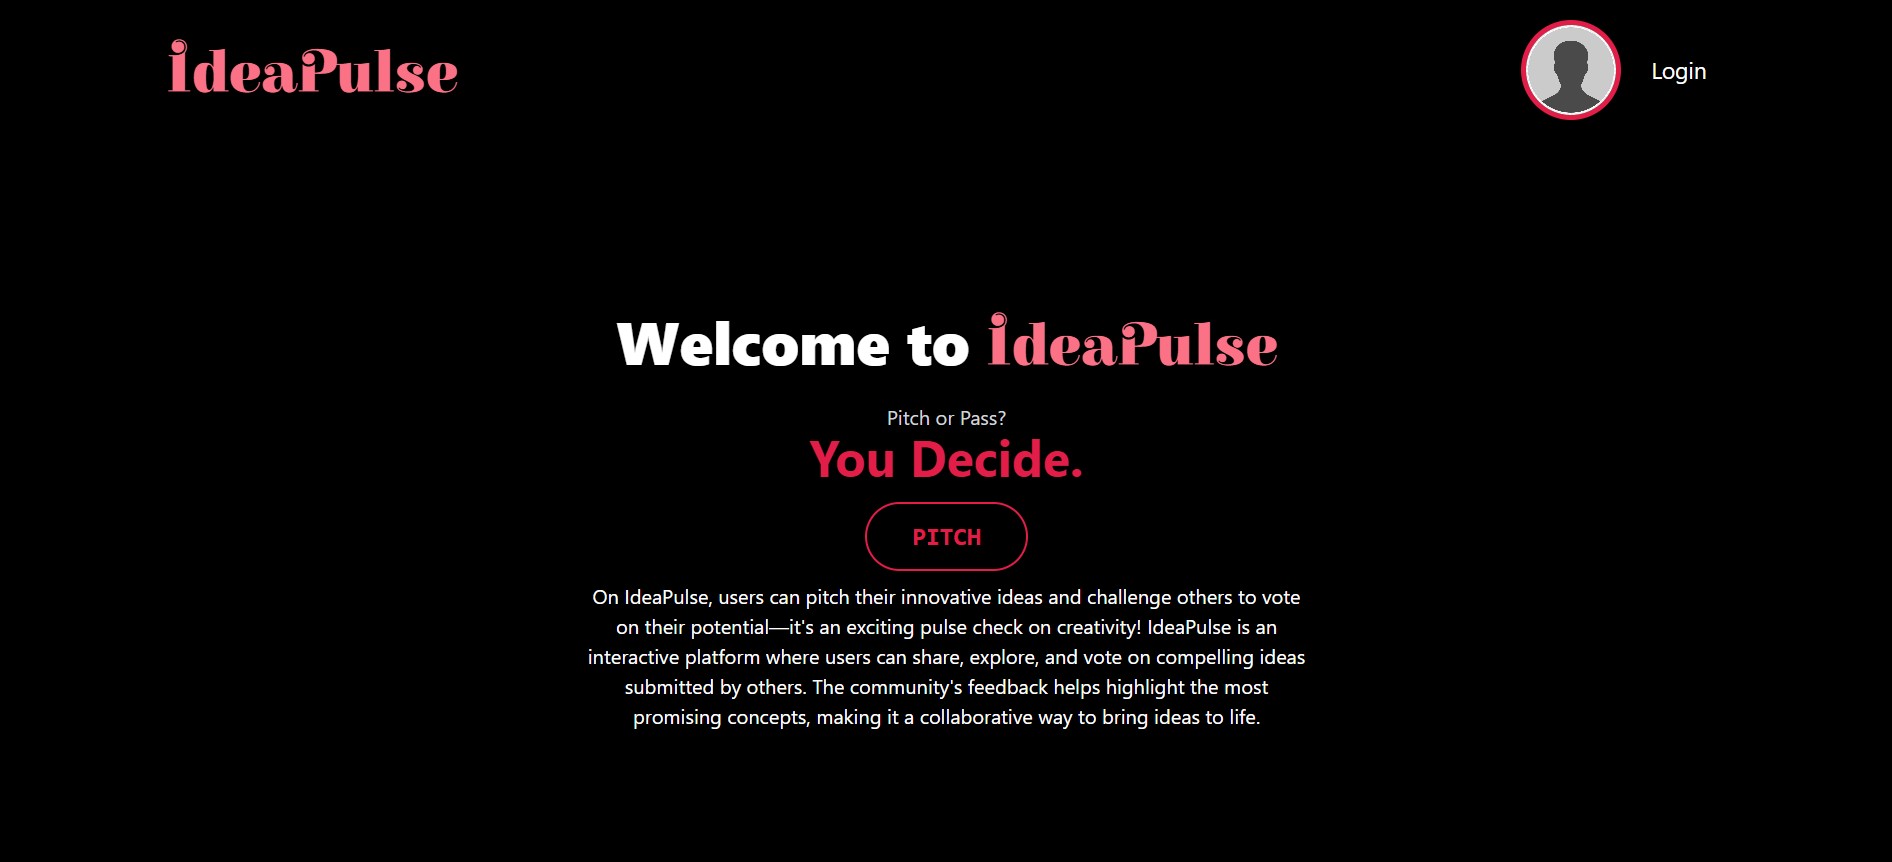 IdeaPulse
Login
Welcome to IdeaPulse
Pitch or Pass?
You Decide.
PITCH
On IdeaPulse, users can pitch their innovative ideas and challenge others to vote
on their potential—it's an exciting pulse check on creativity! IdeaPulse is an
interactive platform where users can share, explore, and vote on compelling ideas
submitted by others. The community's feedback helps highlight the most
promising concepts, making it a collaborative way to bring ideas to life.